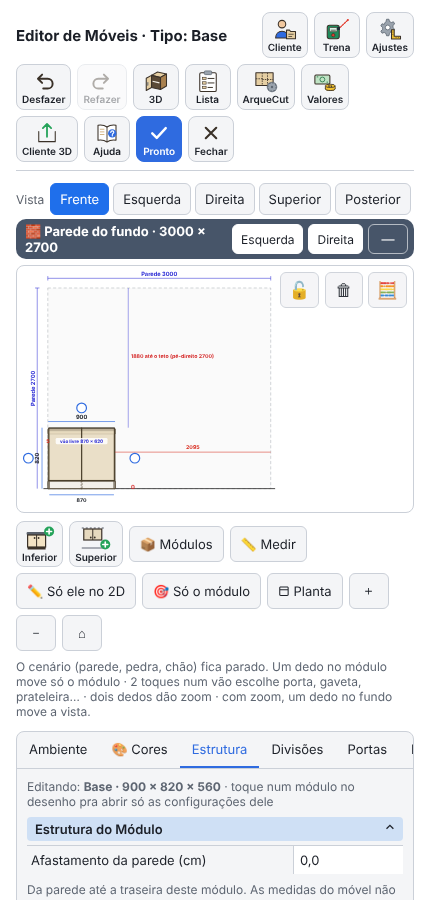 Editor de Móveis · Tipo: Base
Cliente
Trena
Ajustes
Desfazer
Refazer
3D
Lista
ArqueCut
Valores
Cliente 3D
Ajuda
Pronto
Fechar
Vista
Frente
Esquerda
Direita
Superior
Posterior
🧱 Parede do fundo · 3000 ×
2700
Esquerda
Direita
—
Parede 3000
Parede 2700
1880 até o teto (pé-direito 2700)
900
vão livre 870 × 620
820
2095
0
870
Inferior
Superior
📦 Módulos
📏 Medir
✏️ Só ele no 2D
🎯 Só o módulo
Planta
+
−
⌂
O cenário (parede, pedra, chão) fica parado. Um dedo no módulo
move só o módulo · 2 toques num vão escolhe porta, gaveta,
prateleira... · dois dedos dão zoom · com zoom, um dedo no fundo
move a vista.
Ambiente
🎨 Cores
Estrutura
Divisões
Portas
Editando: Base · 900 × 820 × 560 · toque num módulo no
desenho pra abrir só as configurações dele
Estrutura do Módulo
Afastamento da parede (cm)
0,0
Da parede até a traseira deste módulo. As medidas do móvel não